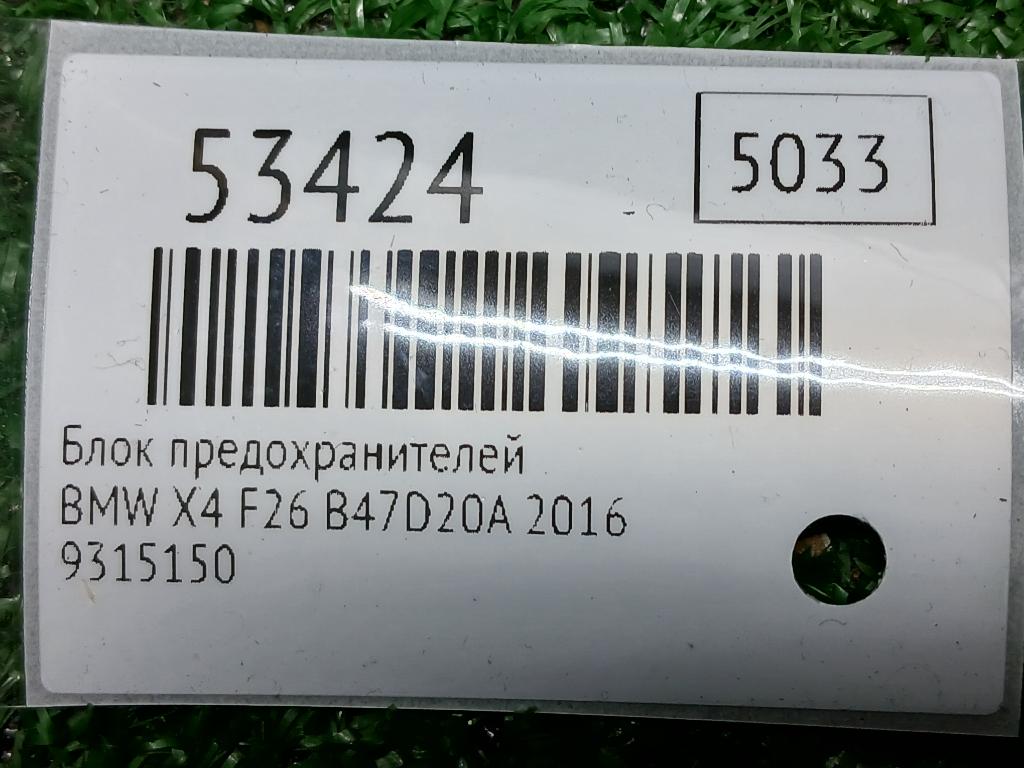 53424
5033
Блок предохранителей
BMW X4 F26 B47D20A 2016
9315150